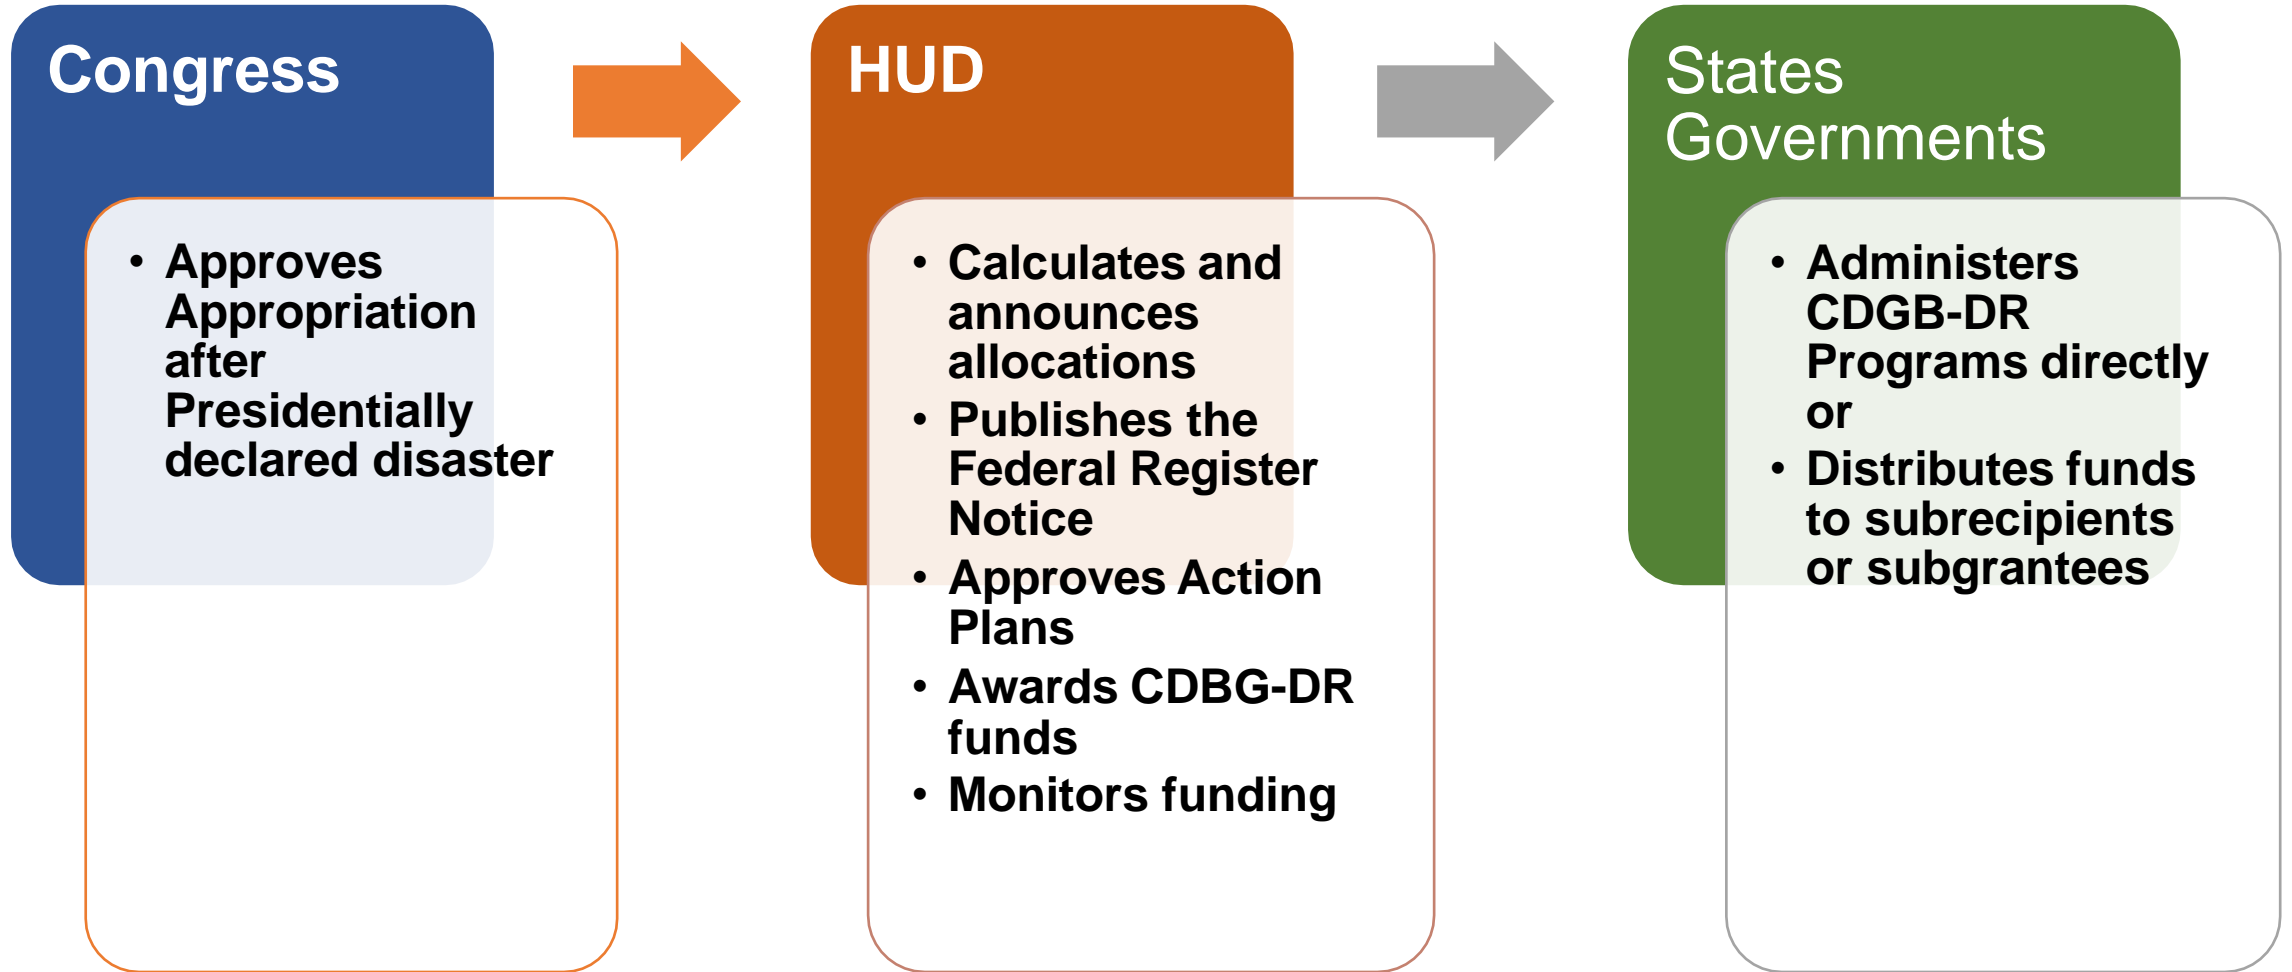 Congress
• Approves
Appropriation
after
Presidentially
declared disaster
HUD
• Calculates and
announces
allocations
• Publishes the
Federal Register
Notice
• Approves Action
Plans
• Awards CDBG-DR
funds
• Monitors funding
States
Governments
• Administers
CDGB-DR
Programs directly
or
• Distributes funds
to subrecipients
or subgrantees